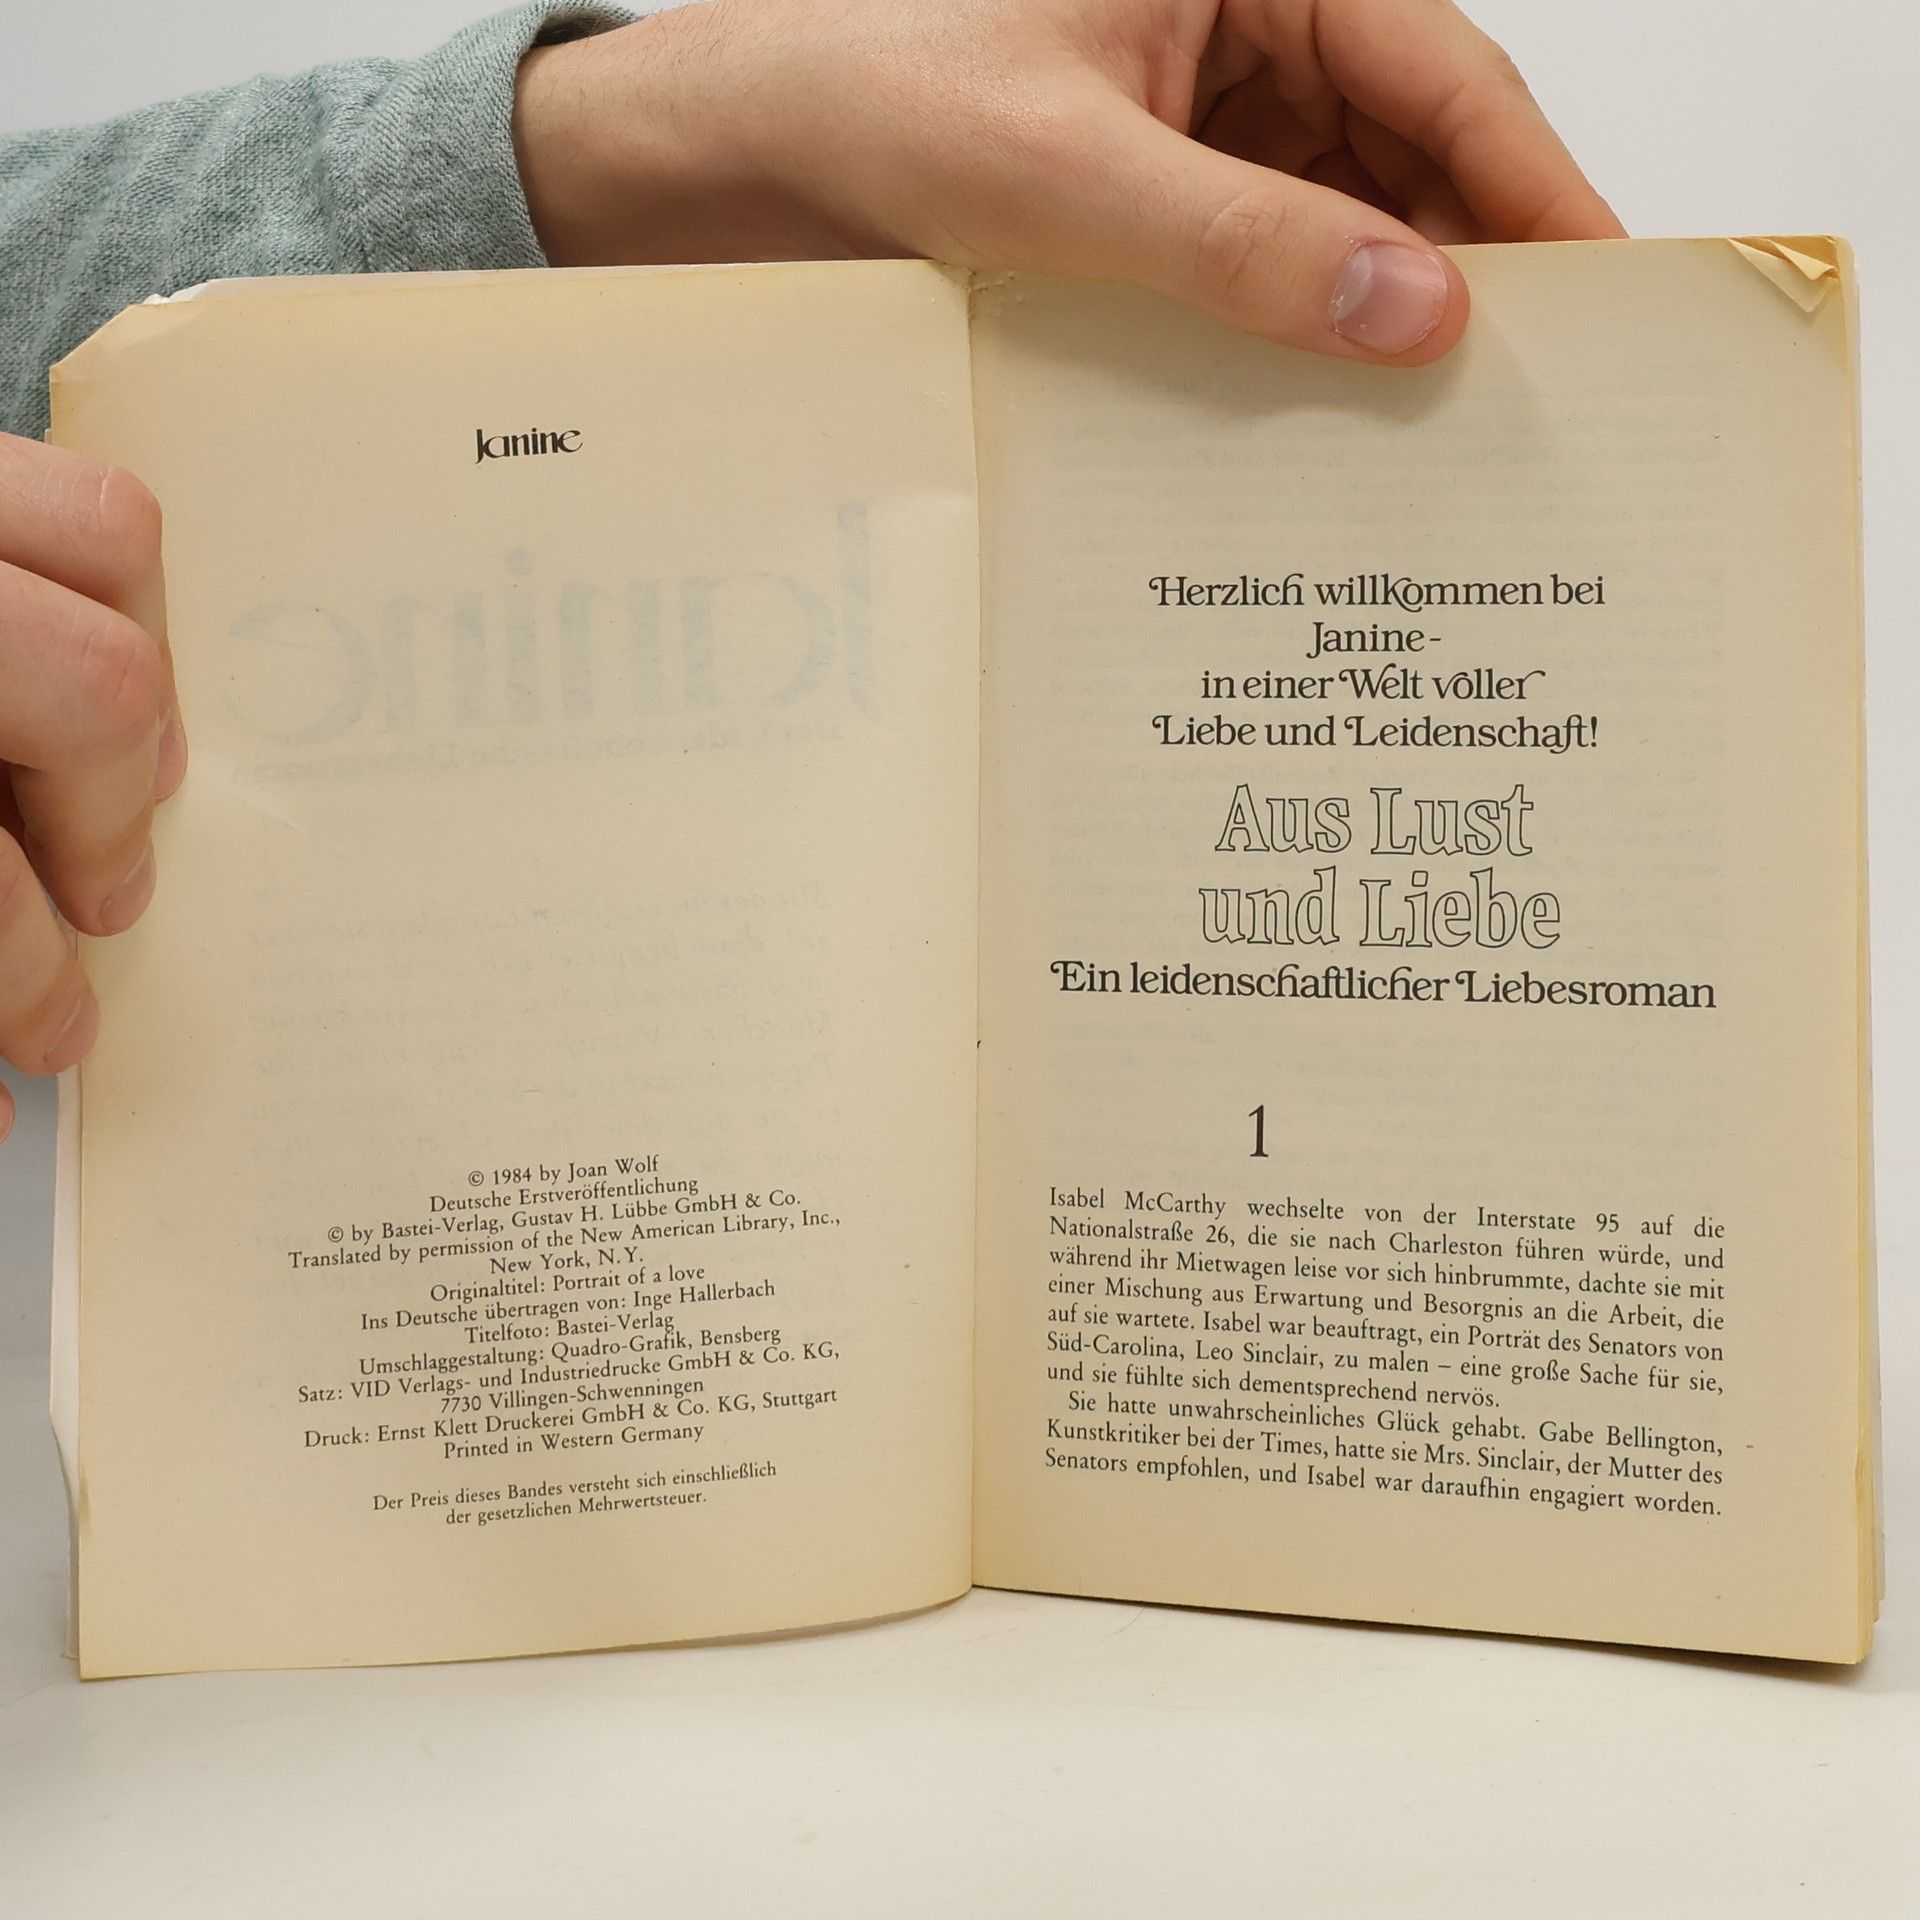 Janine
© 1984 by Joan Wolf
Deutsche Erstveröffentlichung
© by Bastei-Verlag, Gustav H. Lübbe GmbH & Co.
Translated by permission of the New American Library, Inc.,
New York, N.Y.
Originaltitel: Portrait of a love
Ins Deutsche übertragen von: Inge Hallerbach
Titelfoto: Bastei-Verlag
Umschlaggestaltung: Quadro-Grafik, Bensberg
Satz: VID Verlags- und Industriedrucke GmbH & Co. KG,
7730 Villingen-Schwenningen
Druck: Ernst Klett Druckerei GmbH & Co. KG, Stuttgart
Printed in Western Germany
Der Preis dieses Bandes versteht sich einschließlich
der gesetzlichen Mehrwertsteuer.
Herzlich willkommen bei
Janine-
in einer Welt voller
Liebe und Leidenschaft!
Aus Lust
und Liebe
Ein leidenschaftlicher Liebesroman
1
Isabel McCarthy wechselte von der Interstate 95 auf die
Nationalstraße 26, die sie nach Charleston führen würde, und
während ihr Mietwagen leise vor sich hinbrummte, dachte sie mit
einer Mischung aus Erwartung und Besorgnis an die Arbeit, die
auf sie wartete. Isabel war beauftragt, ein Porträt des Senators von
Süd-Carolina, Leo Sinclair, zu malen – eine große Sache für sie,
und sie fühlte sich dementsprechend nervös.
Sie hatte unwahrscheinliches Glück gehabt. Gabe Bellington,
Kunstkritiker bei der Times, hatte sie Mrs. Sinclair, der Mutter des
Senators empfohlen, und Isabel war daraufhin engagiert worden.